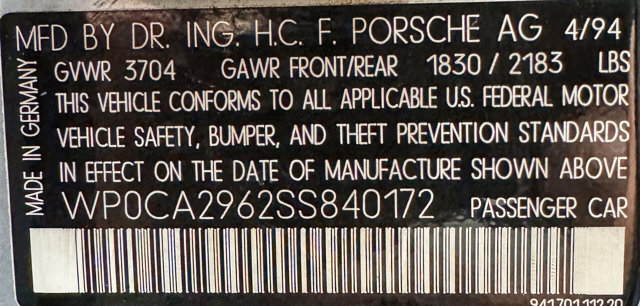 MFD BY DR. ING. H.C. F. PORSCHE AG 4/94
GVWR 3704 GAWR FRONT/REAR 1830 / 2183 LBS
THIS VEHICLE CONFORMS TO ALL APPLICABLE U.S. FEDERAL MOTOR
VEHICLE SAFETY, BUMPER, AND THEFT PREVENTION STANDARDS
IN EFFECT ON THE DATE OF MANUFACTURE SHOWN ABOVE
WP0CA2962SS840172 PASSENGER CAR
MADE IN GERMANY